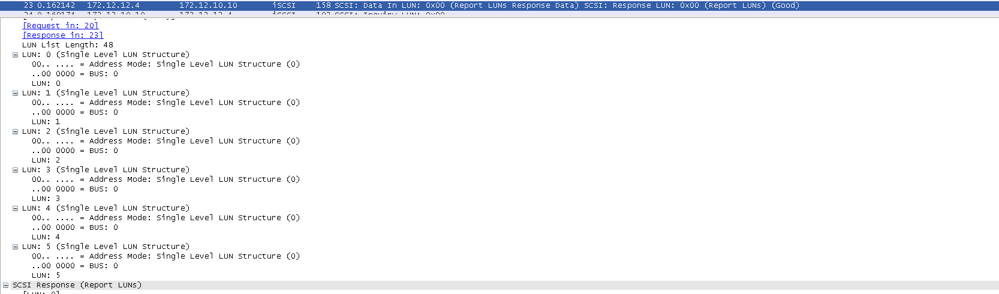 23 0.162142 172.12.12.4 172.12.10.10 iSCSI 158 SCSI: Data In LUN: 0x00 (Report LUNs Response Data) SCSI: Response LUN: 0x00 (Report LUNs) (Good)
[Request in: 20]
[Response in: 23]
LUN List Length: 48
LUN: 0 (Single Level LUN Structure)
00.. .... = Address Mode: Single Level LUN Structure (0)
..00 0000 = BUS: 0
LUN: 0
LUN: 1 (Single Level LUN Structure)
00.. .... = Address Mode: Single Level LUN Structure (0)
..00 0000 = BUS: 0
LUN: 1
LUN: 2 (Single Level LUN Structure)
00.. .... = Address Mode: Single Level LUN Structure (0)
..00 0000 = BUS: 0
LUN: 2
LUN: 3 (Single Level LUN Structure)
00.. .... = Address Mode: Single Level LUN Structure (0)
..00 0000 = BUS: 0
LUN: 3
LUN: 4 (Single Level LUN Structure)
00.. .... = Address Mode: Single Level LUN Structure (0)
..00 0000 = BUS: 0
LUN: 4
LUN: 5 (Single Level LUN Structure)
00.. .... = Address Mode: Single Level LUN Structure (0)
..00 0000 = BUS: 0
LUN: 5
SCSI Response (Report LUNs)